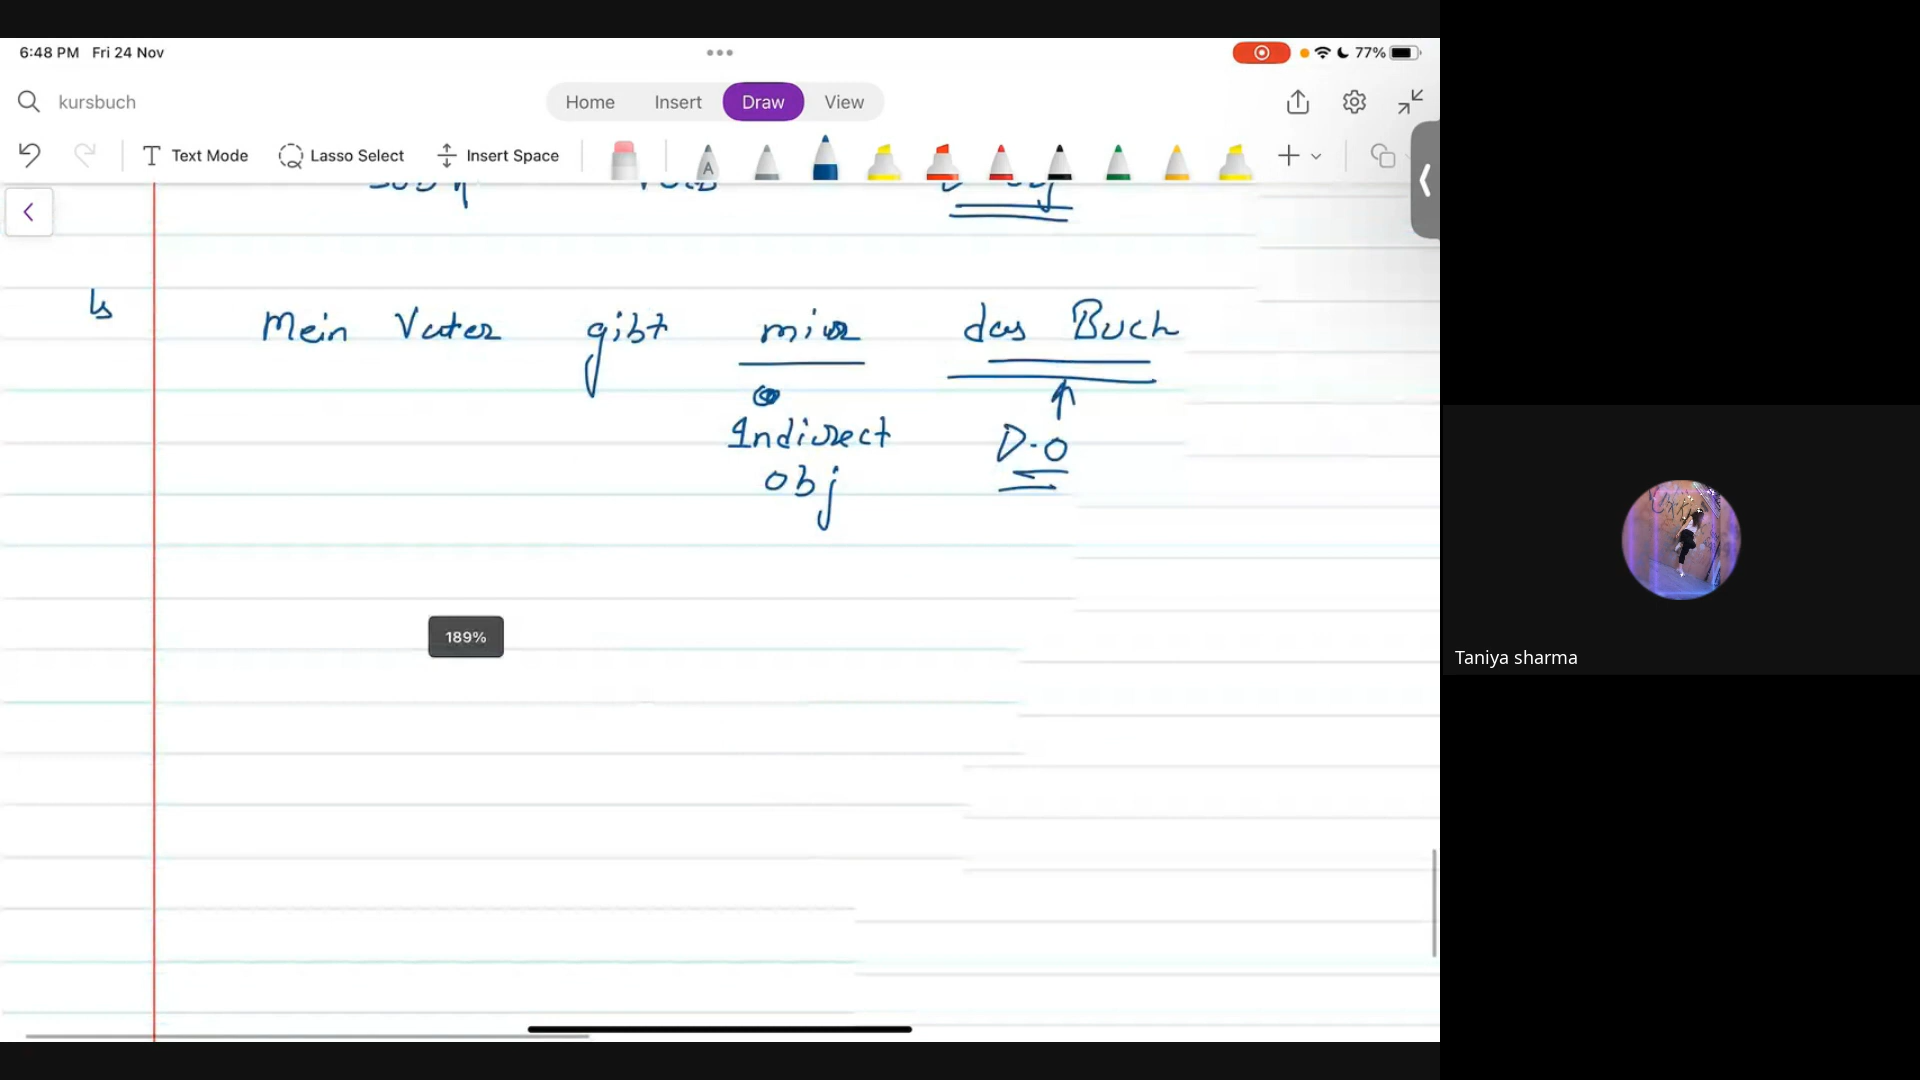 6:48 PM Fri 24 Nov
77%
kursbuch
Home Insert Draw View
Text Mode Lasso Select Insert Space
A
Mein Vater gibt mir das Buch
Indirect D-O
obj
189%
Taniya sharma